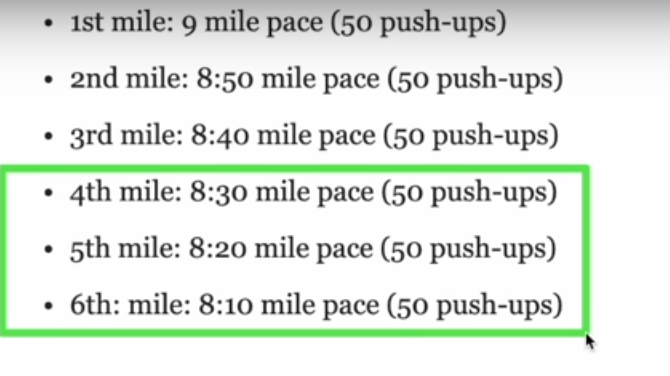 • 1st mile: 9 mile pace (50 push-ups)
• 2nd mile: 8:50 mile pace (50 push-ups)
• 3rd mile: 8:40 mile pace (50 push-ups)
• 4th mile: 8:30 mile pace (50 push-ups)
• 5th mile: 8:20 mile pace (50 push-ups)
• 6th: mile: 8:10 mile pace (50 push-ups)